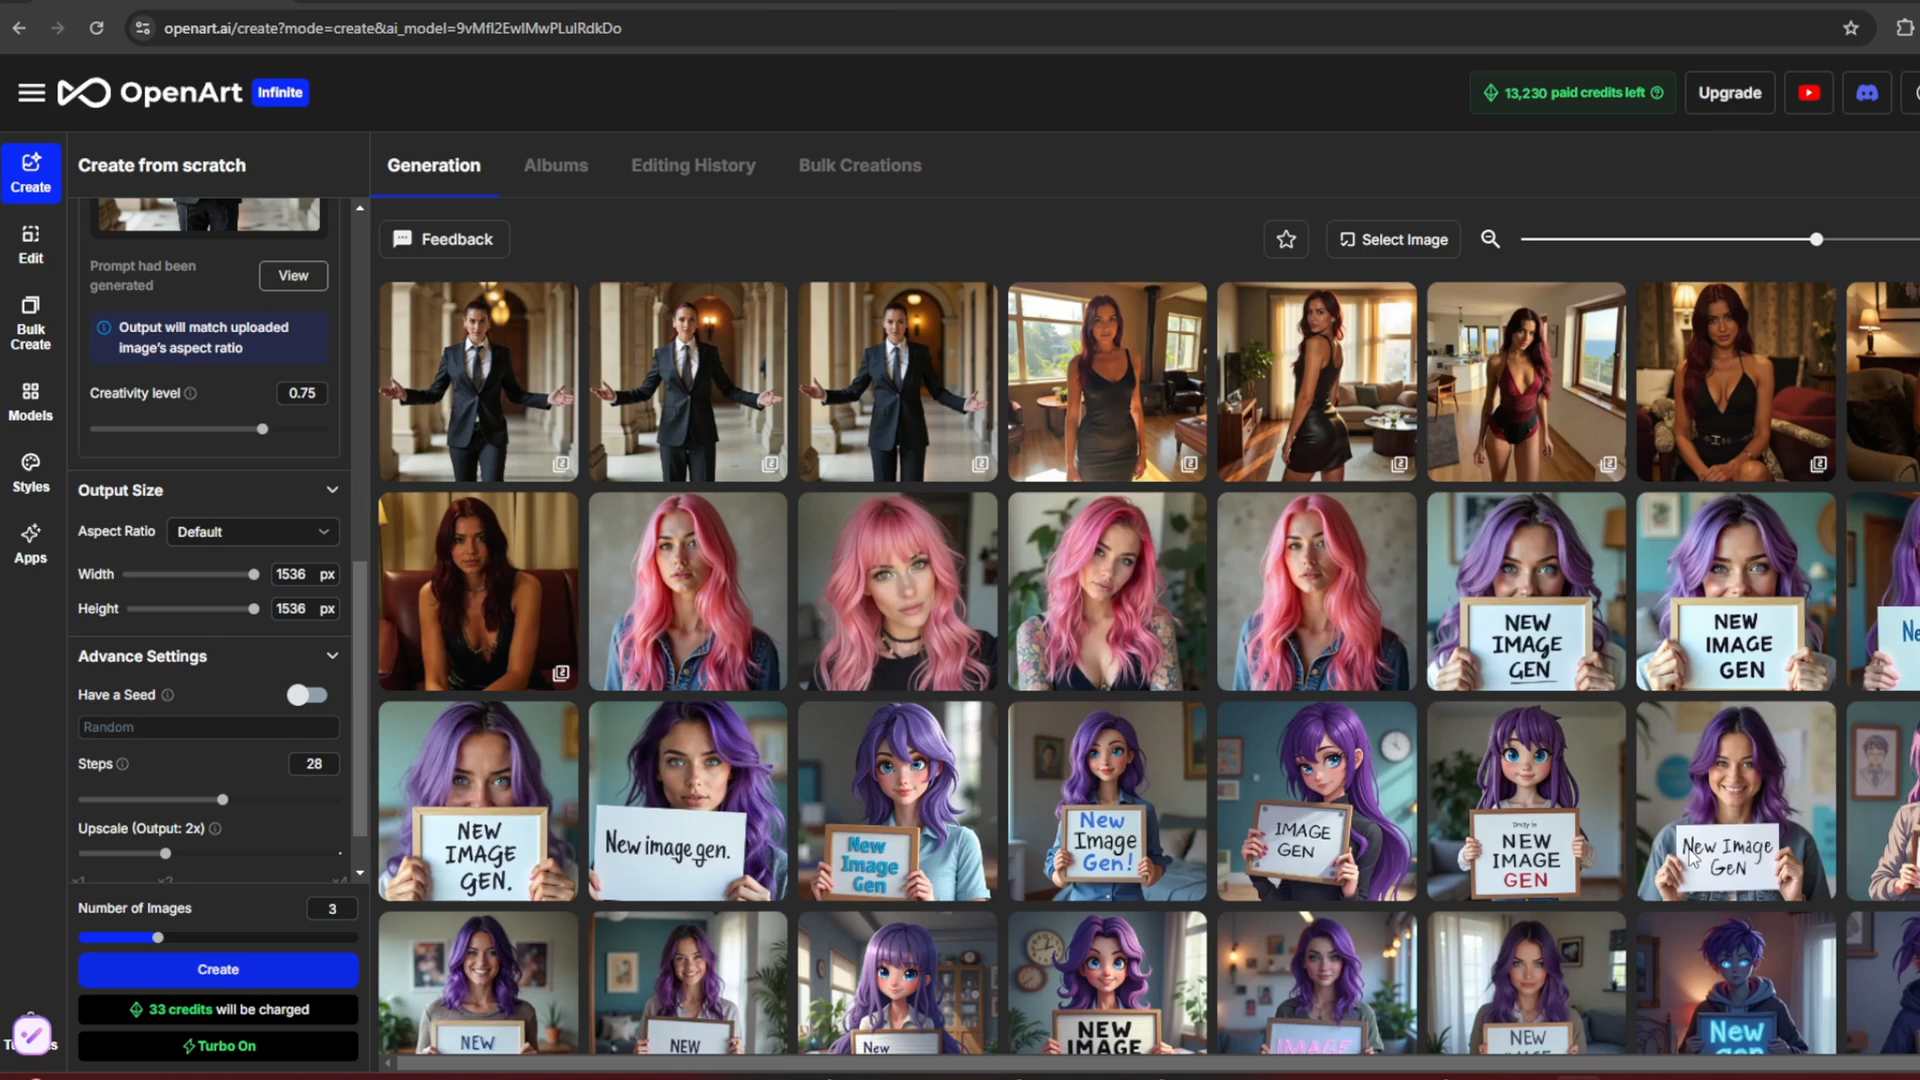 openart.ai/create?mode=create&ai_model=9vMfI2EwIMwPLuIRdkDo
OpenArt Infinite
13,230 paid credits left
Upgrade
Create
Edit
Bulk Create
Models
Styles
Apps
Create from scratch
Prompt had been generated
View
Output will match uploaded image's aspect ratio
Creativity level
0.75
Output Size
Aspect Ratio
Default
Width
1536 px
Height
1536 px
Advance Settings
Have a Seed
Random
Steps
28
Upscale (Output: 2x)
Number of Images
3
Create
33 credits will be charged
Turbo On
Generation
Albums
Editing History
Bulk Creations
Feedback
Select Image
NEW
IMAGE
GEN
NEW
IMAGE
GEN
NEW
IMAGE
GEN.
New image gen.
New
Image
Gen
New
Image
Gen!
IMAGE
GEN
NEW
IMAGE
GEN
New Image
GeN
NEW
NEW
New
NEW
IMAGE
IMAGE
NEW
New